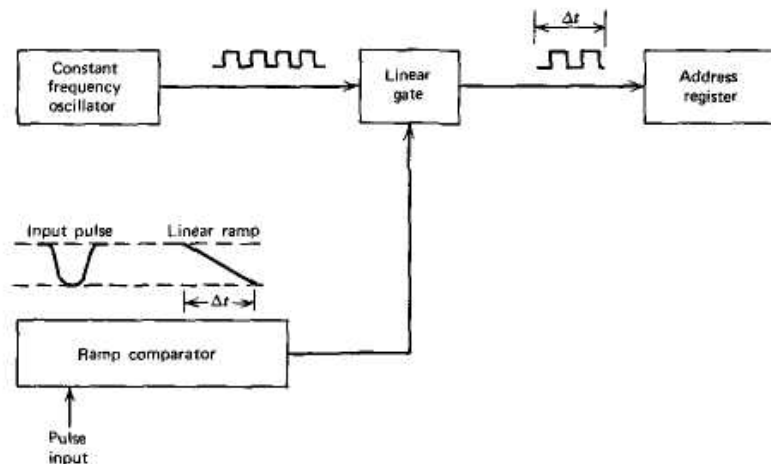 Δt
Constant
frequency
oscillator
Linear
gate
Address
register
Input pulse
Linear ramp
Δt
Ramp comparator
Pulse
input